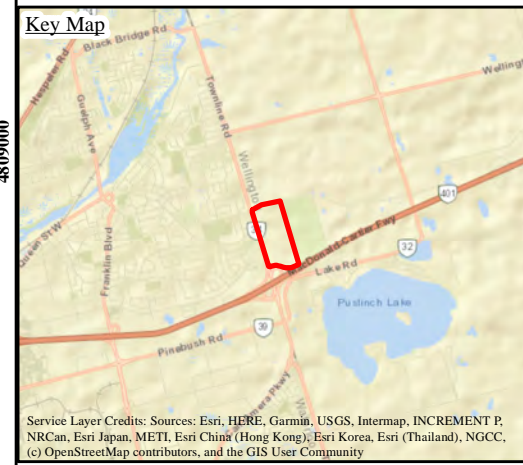 Key Map
Black Bridge Rd
Hespeler Rd
Townline Rd
Wellington
Guelph Ave
Wellingt
4809000
401
Queen St W
Franklin Blvd
MacDonald Cartier Fwy
32
Lake Rd
Puslinch Lake
39
Pinebush Rd
Pkwy
Service Layer Credits: Sources: Esri, HERE, Garmin, USGS, Intermap, INCREMENT P,
NRCan, Esri Japan, METI, Esri China (Hong Kong), Esri Korea, Esri (Thailand), NGCC,
(c) OpenStreetMap contributors, and the GIS User Community